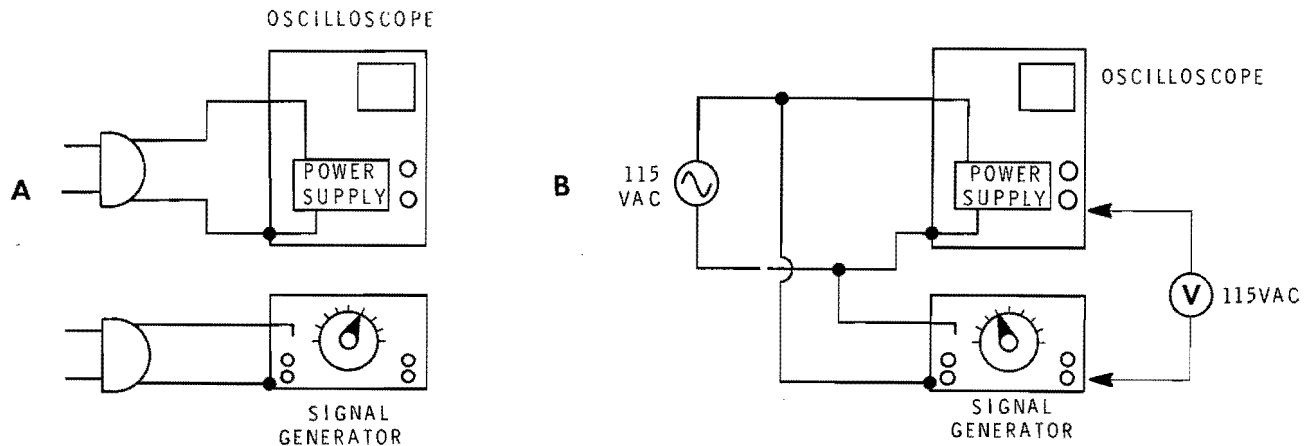 OSCILLOSCOPE
A
POWER
SUPPLY
SIGNAL
GENERATOR
B
115
VAC
OSCILLOSCOPE
POWER
SUPPLY
V
115VAC
SIGNAL
GENERATOR